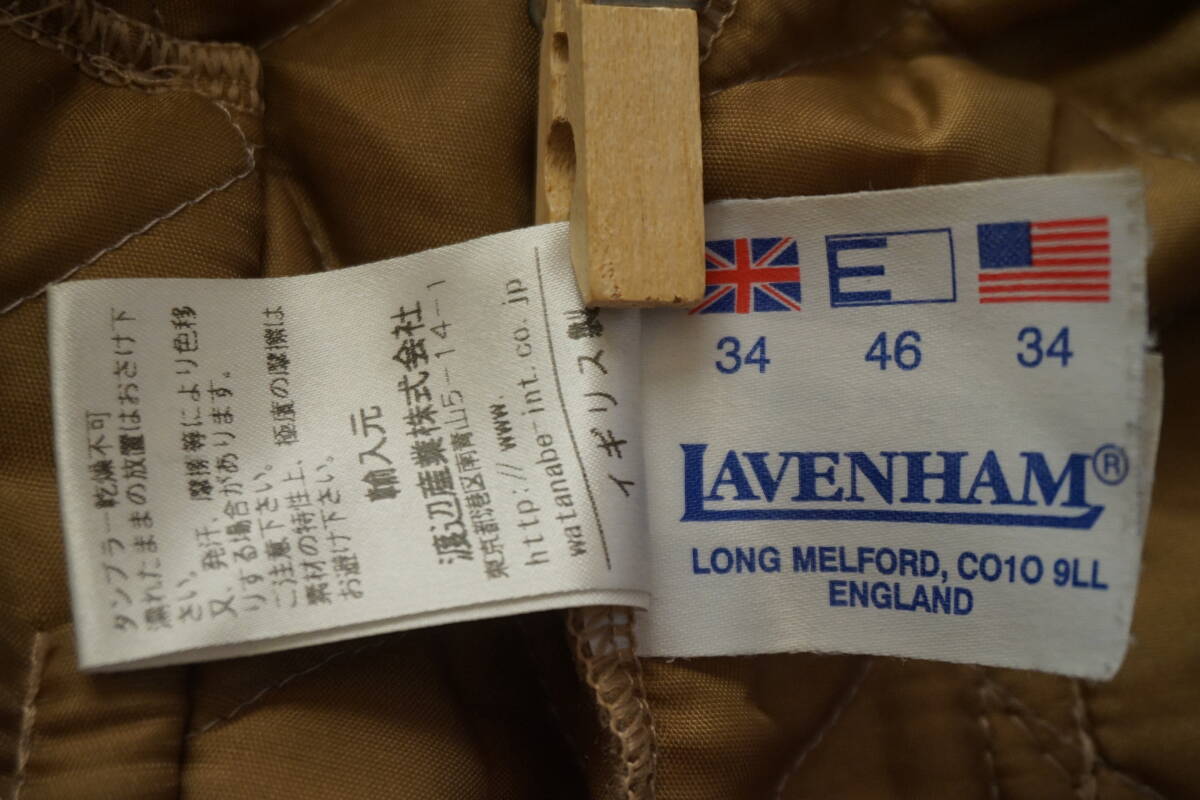 タンブラー乾燥不可
濡れたままの放置はおさけ下
さい。
又、発汗、摩擦等により色移
りする場合があります。
ご注意下さい。
素材の特性上、極度の摩擦は
お避け下さい。
輸入元
渡辺産業株式会社
東京都港区南青山5-14-1
http://www.
watanabe-int.co.jp
イギリス製
E
34 46 34
LAVENHAM®
LONG MELFORD, CO10 9LL
ENGLAND